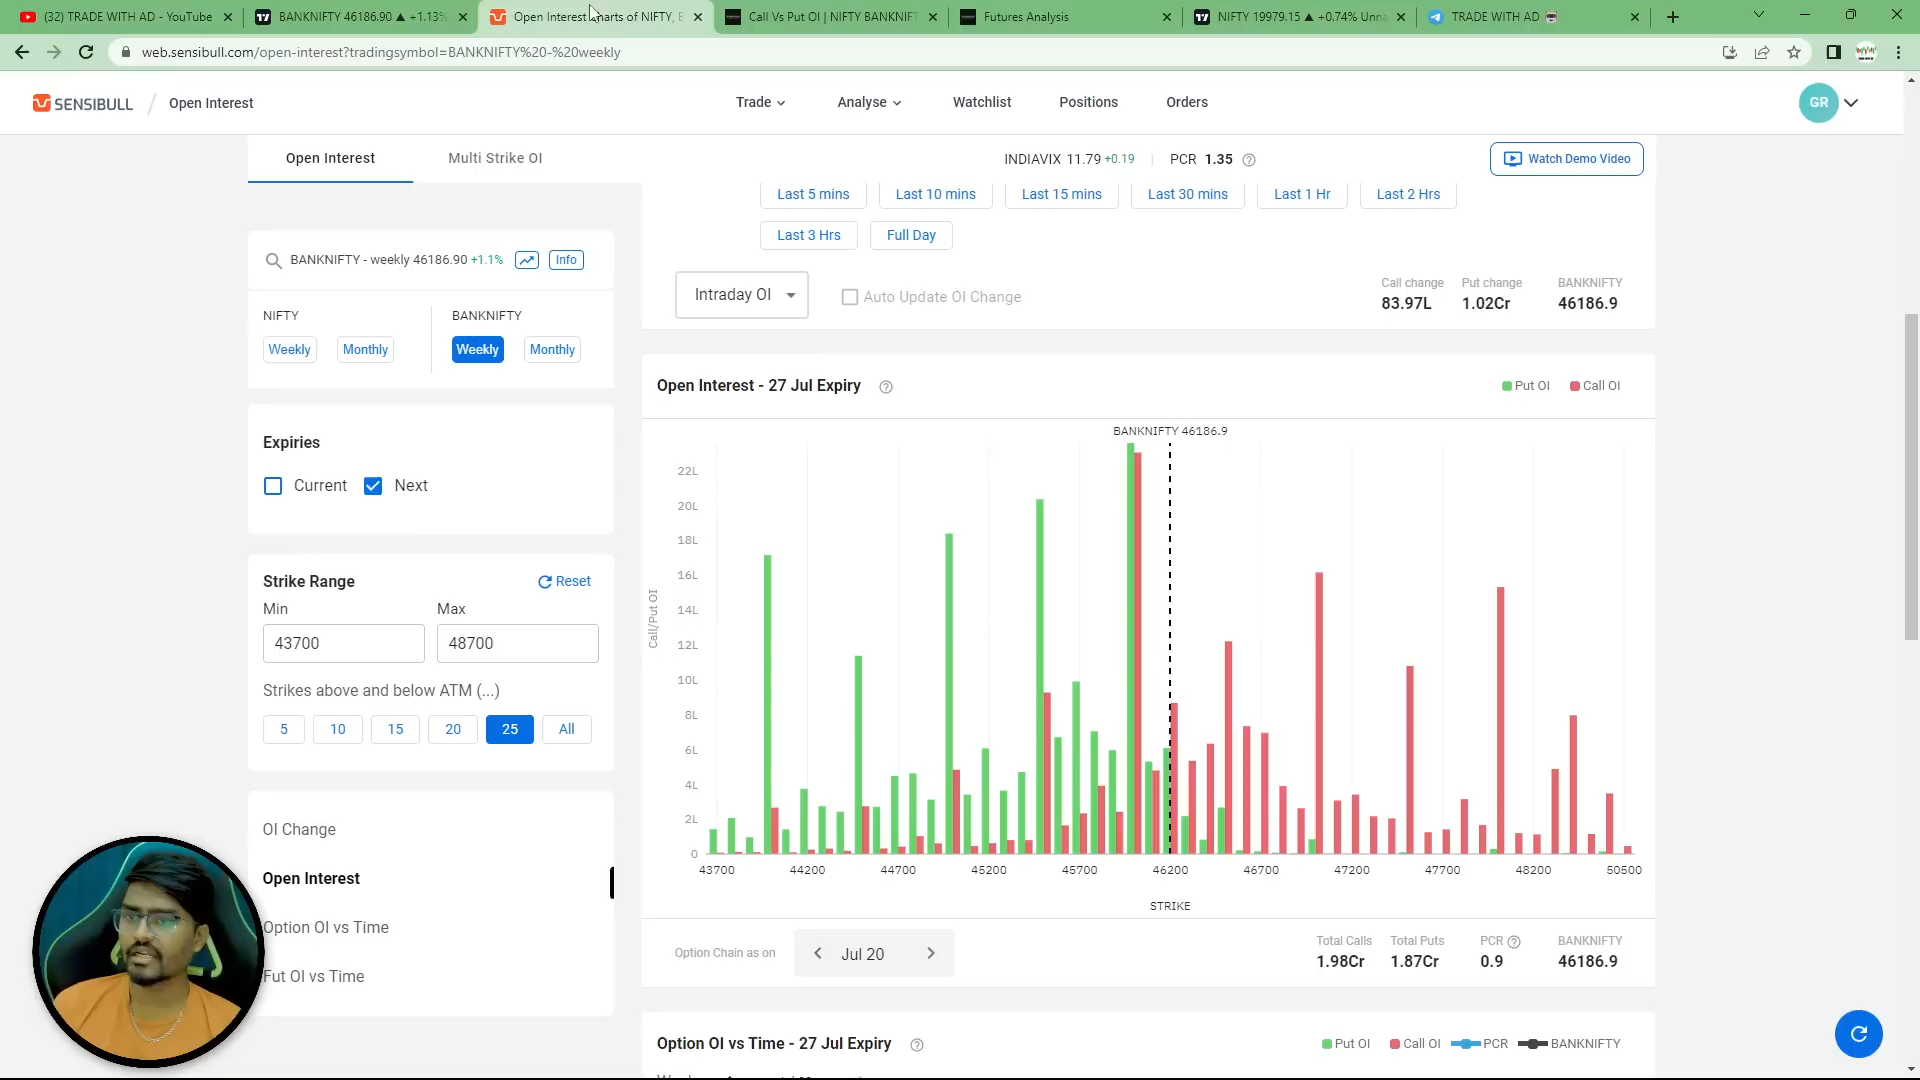 (32) TRADE WITH AD - YouTube
BANKNIFTY 46186.90 ▲ +1.13%
Open Interest Charts of NIFTY, B
Call Vs Put OI | NIFTY BANKNIFT
Futures Analysis
NIFTY 19979.15 ▲ +0.74% Unna
TRADE WITH AD
web.sensibull.com/open-interest?tradingsymbol=BANKNIFTY%20-%20weekly
SENSIBULL / Open Interest
Trade
Analyse
Watchlist
Positions
Orders
GR
Open Interest
Multi Strike OI
INDIAVIX 11.79 +0.19
PCR 1.35
Watch Demo Video
Last 5 mins
Last 10 mins
Last 15 mins
Last 30 mins
Last 1 Hr
Last 2 Hrs
Last 3 Hrs
Full Day
BANKNIFTY - weekly 46186.90 +1.1%
Info
NIFTY
BANKNIFTY
Weekly
Monthly
Weekly
Monthly
Intraday OI
Auto Update OI Change
Call change
Put change
BANKNIFTY
83.97L
1.02Cr
46186.9
Expiries
Current
Next
Strike Range
Reset
Min
Max
43700
48700
Strikes above and below ATM (...)
5
10
15
20
25
All
OI Change
Open Interest
Option OI vs Time
Fut OI vs Time
Open Interest - 27 Jul Expiry
Put OI
Call OI
BANKNIFTY 46186.9
22L
20L
18L
16L
14L
12L
10L
8L
6L
4L
2L
0
Call/Put OI
43700
44200
44700
45200
45700
46200
46700
47200
47700
48200
50500
STRIKE
Option Chain as on
Jul 20
Total Calls
Total Puts
PCR
BANKNIFTY
1.98Cr
1.87Cr
0.9
46186.9
Option OI vs Time - 27 Jul Expiry
Put OI
Call OI
PCR
BANKNIFTY